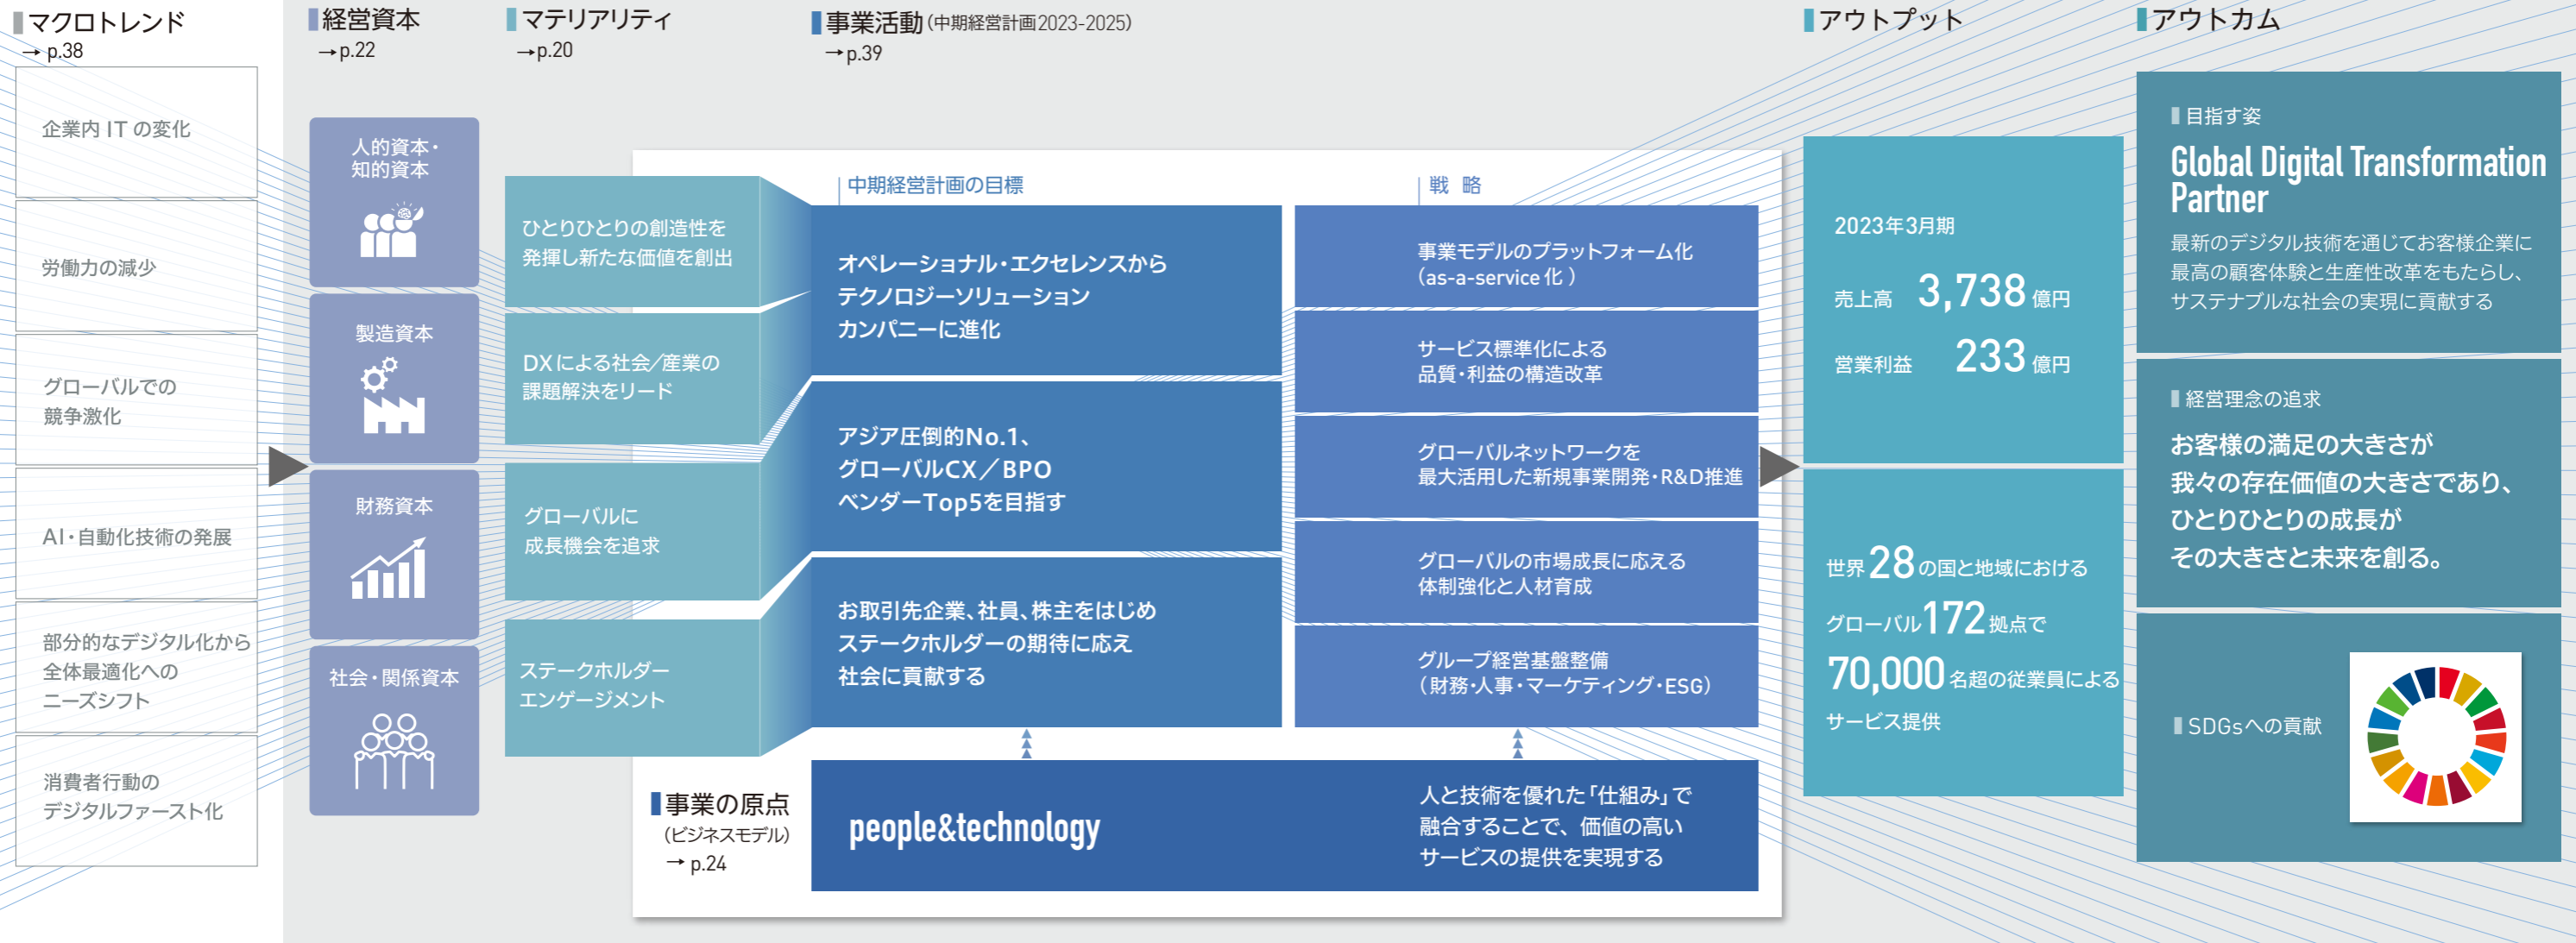 マクロトレンド
→ p.38
企業内 IT の変化
労働力の減少
グローバルでの
競争激化
AI・自動化技術の発展
部分的なデジタル化から
全体最適化への
ニーズシフト
消費者行動の
デジタルファースト化
経営資本
→p.22
人的資本・
知的資本
製造資本
財務資本
社会・関係資本
マテリアリティ
→p.20
ひとりひとりの創造性を
発揮し新たな価値を創出
DXによる社会/産業の
課題解決をリード
グローバルに
成長機会を追求
ステークホルダー
エンゲージメント
事業活動(中期経営計画2023-2025)
→p.39
中期経営計画の目標
オペレーショナル・エクセレンスから
テクノロジーソリューション
カンパニーに進化
アジア圧倒的No.1、
グローバルCX/BPO
ベンダーTop5を目指す
お取引先企業、社員、株主をはじめ
ステークホルダーの期待に応え
社会に貢献する
戦 略
事業モデルのプラットフォーム化
(as-a-service 化 )
サービス標準化による
品質・利益の構造改革
グローバルネットワークを
最大活用した新規事業開発・R&D推進
グローバルの市場成長に応える
体制強化と人材育成
グループ経営基盤整備
(財務・人事・マーケティング・ESG)
事業の原点
(ビジネスモデル)
→ p.24
people&technology
人と技術を優れた「仕組み」で
融合することで、価値の高い
サービスの提供を実現する
アウトプット
2023年3月期
売上高 3,738 億円
営業利益 233 億円
世界28の国と地域における
グローバル172拠点で
70,000名超の従業員による
サービス提供
アウトカム
目指す姿
Global Digital Transformation
Partner
最新のデジタル技術を通じてお客様企業に
最高の顧客体験と生産性改革をもたらし、
サステナブルな社会の実現に貢献する
経営理念の追求
お客様の満足の大きさが
我々の存在価値の大きさであり、
ひとりひとりの成長が
その大きさと未来を創る。
SDGsへの貢献